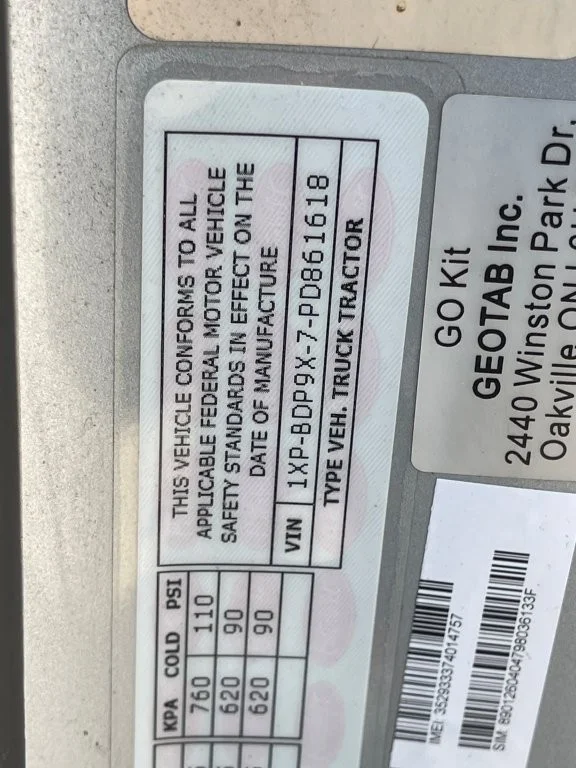 THIS VEHICLE CONFORMS TO ALL
APPLICABLE FEDERAL MOTOR VEHICLE
SAFETY STANDARDS IN EFFECT ON THE
DATE OF MANUFACTURE
VIN 1XP-BDP9X-7-PD861618
TYPE VEH. TRUCK TRACTOR
KPA COLD PSI
760 110
620 90
620 90
GO Kit
GEOTAB Inc.
2440 Winston Park Dr,
Oakville ON
IMEI: 352933374014757
SIM: 8901260404798036133F